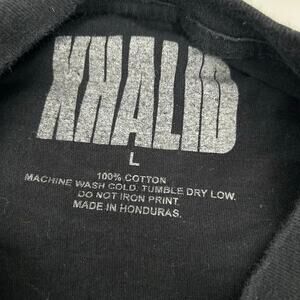 KHALID
L
100% COTTON
MACHINE WASH COLD. TUMBLE DRY LOW.
DO NOT IRON PRINT.
MADE IN HONDURAS.